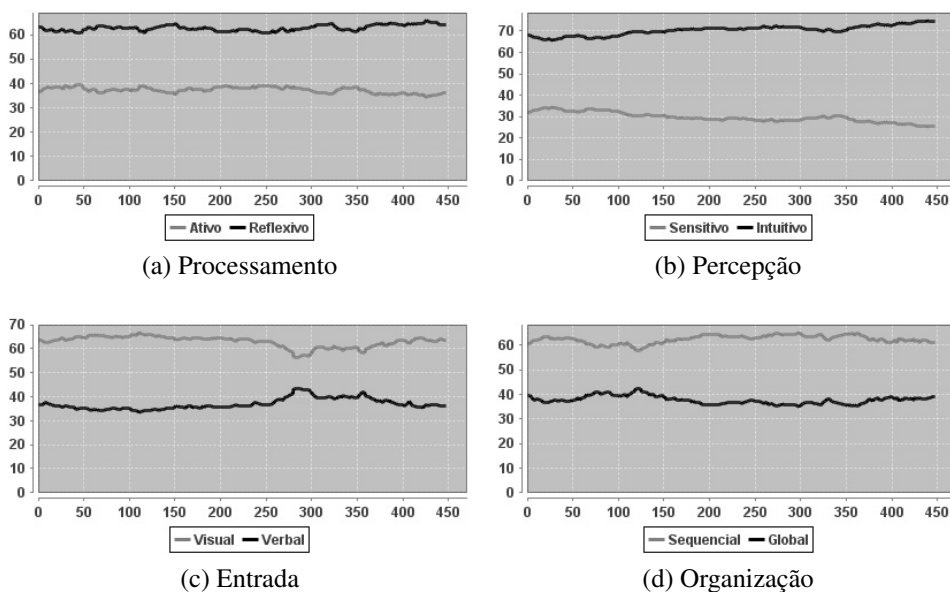 60
50
40
30
20
10
0
0 50 100 150 200 250 300 350 400 450
Ativo Reflexivo
(a) Processamento
70
60
50
40
30
20
10
0
0 50 100 150 200 250 300 350 400 450
Sensitivo Intuitivo
(b) Percepção
70
60
50
40
30
20
10
0
0 50 100 150 200 250 300 350 400 450
Visual Verbal
(c) Entrada
60
50
40
30
20
10
0
0 50 100 150 200 250 300 350 400 450
Sequencial Global
(d) Organização